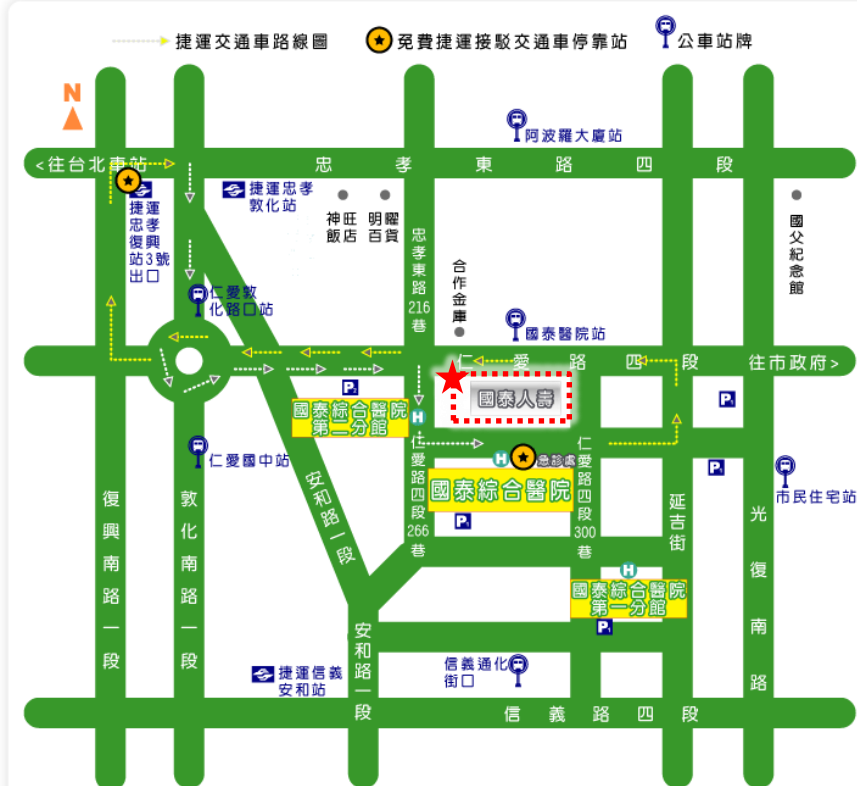 捷運交通車路線圖
免費捷運接駁交通車停靠站
公車站牌
N
阿波羅大廈站
<往台北車站
忠孝東路四段
捷運忠孝
敦化站
捷運
忠孝
復興
站3號
出口
神旺
飯店
明曜
百貨
忠孝東路216巷
合作金庫
國父紀念館
仁愛敦
化路口站
國泰醫院站
仁愛路四段
往市政府>
國泰人壽
P
P
國泰綜合醫院
第二分館
H
仁愛國中站
H
急診處
國泰綜合醫院
P
P
市民住宅站
仁愛路四段266巷
仁愛路四段300巷
安和路一段
復興南路一段
敦化南路一段
延吉街
光復南路
H
國泰綜合醫院
第一分館
P
安和路一段
捷運信義
安和站
信義通化
街口
信義路四段